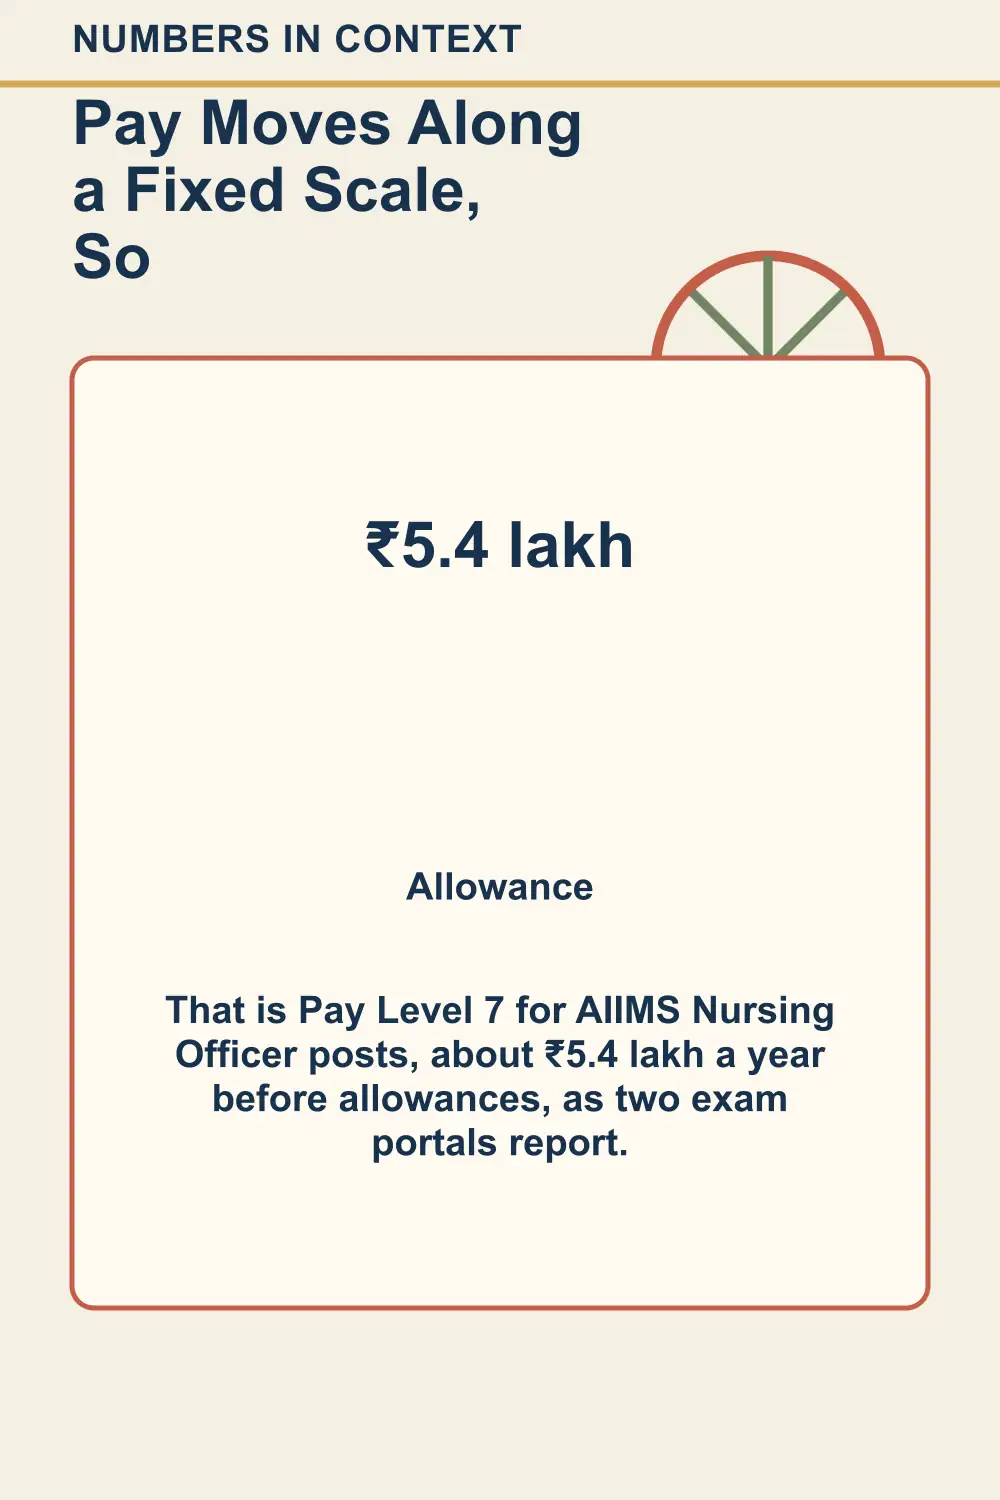 NUMBERS IN CONTEXT
Pay Moves Along
a Fixed Scale,
So
₹5.4 lakh
Allowance
That is Pay Level 7 for AIIMS Nursing
Officer posts, about ₹5.4 lakh a year
before allowances, as two exam
portals report.